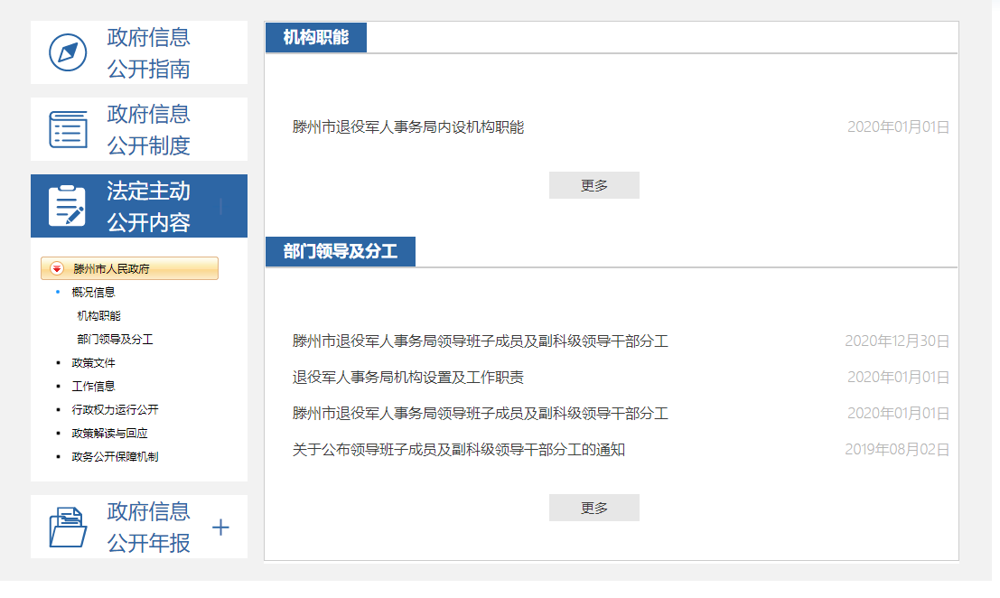 政府信息
公开指南
政府信息
公开制度
法定主动
公开内容
滕州市人民政府
概况信息
机构职能
部门领导及分工
政策文件
工作信息
行政权力运行公开
政策解读与回应
政务公开保障机制
政府信息
公开年报
机构职能
滕州市退役军人事务局内设机构职能 2020年01月01日
更多
部门领导及分工
滕州市退役军人事务局领导班子成员及副科级领导干部分工 2020年12月30日
退役军人事务局机构设置及工作职责 2020年01月01日
滕州市退役军人事务局领导班子成员及副科级领导干部分工 2020年01月01日
关于公布领导班子成员及副科级领导干部分工的通知 2019年08月02日
更多